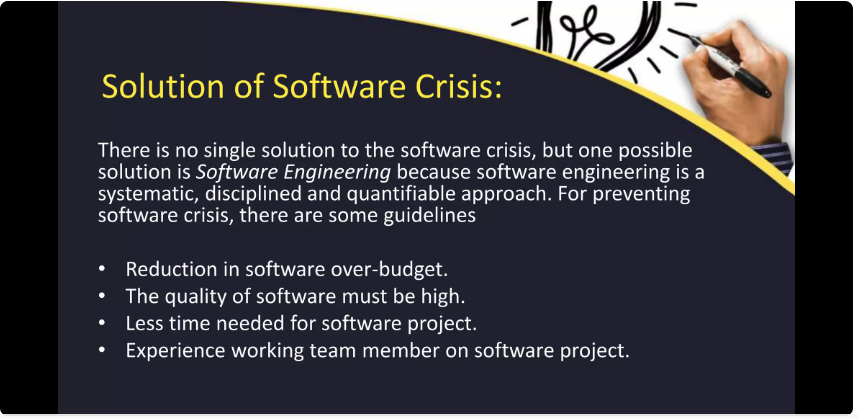 Solution of Software Crisis:
There is no single solution to the software crisis, but one possible
solution is Software Engineering because software engineering is a
systematic, disciplined and quantifiable approach. For preventing
software crisis, there are some guidelines
• Reduction in software over-budget.
• The quality of software must be high.
• Less time needed for software project.
• Experience working team member on software project.